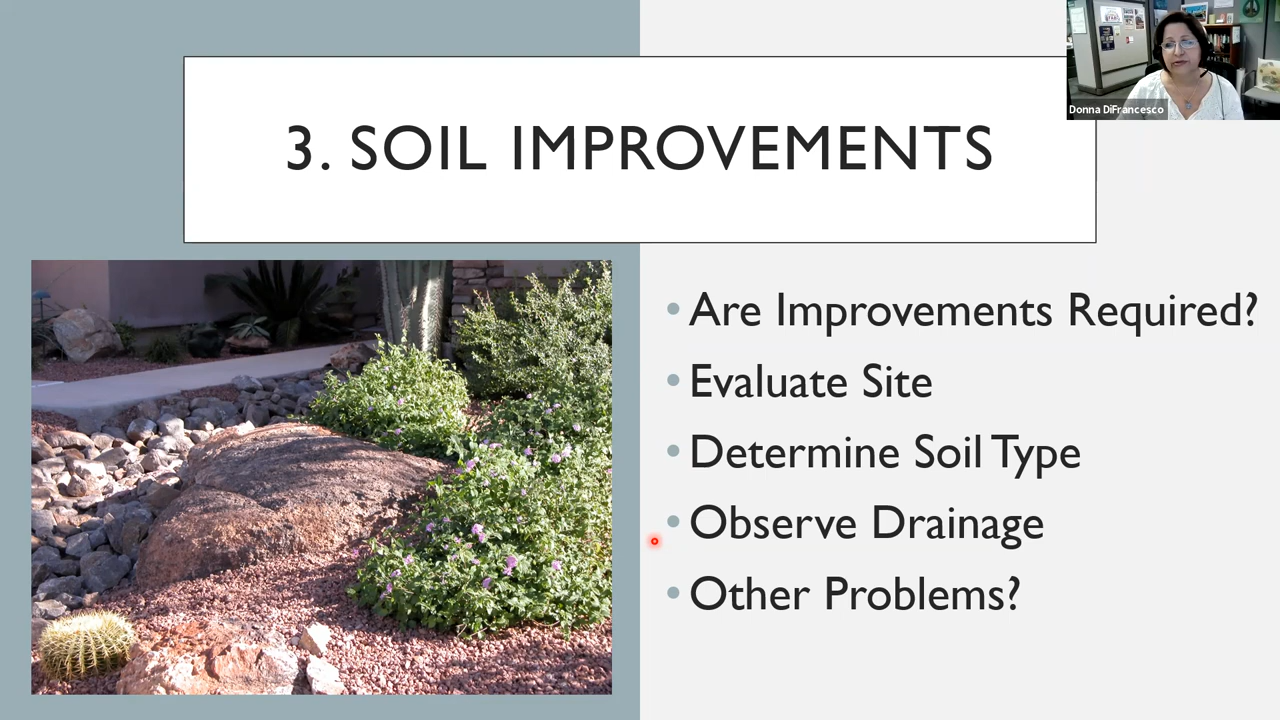 Donna DiFrancesco
3. SOIL IMPROVEMENTS
• Are Improvements Required?
• Evaluate Site
• Determine Soil Type
• Observe Drainage
• Other Problems?